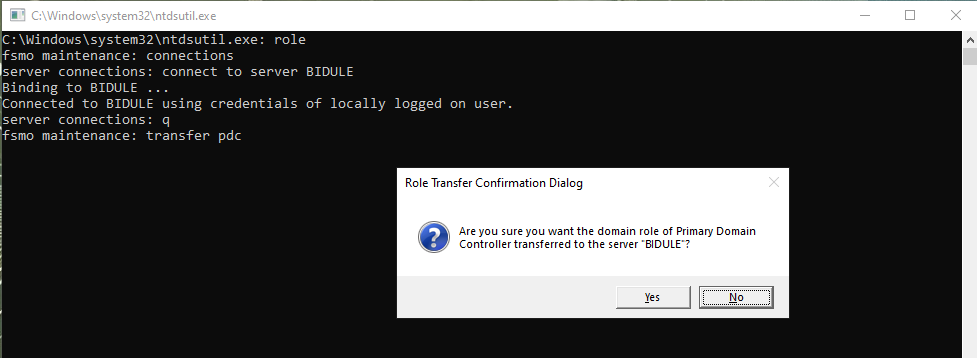 C:\Windows\system32\ntdsutil.exe
C:\Windows\system32\ntdsutil.exe: role
fsmo maintenance: connections
server connections: connect to server BIDULE
Binding to BIDULE ...
Connected to BIDULE using credentials of locally logged on user.
server connections: q
fsmo maintenance: transfer pdc
Role Transfer Confirmation Dialog
Are you sure you want the domain role of Primary Domain
Controller transferred to the server "BIDULE"?
Yes
No